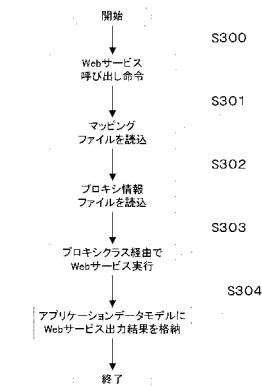 開始
S300
Webサービス
呼び出し命令
S301
マッピング
ファイルを読込
S302
プロキシ情報
ファイルを読込
S303
プロキシクラス経由で
Webサービス実行
S304
アプリケーションデータモデルに
Webサービス出力結果を格納
終了